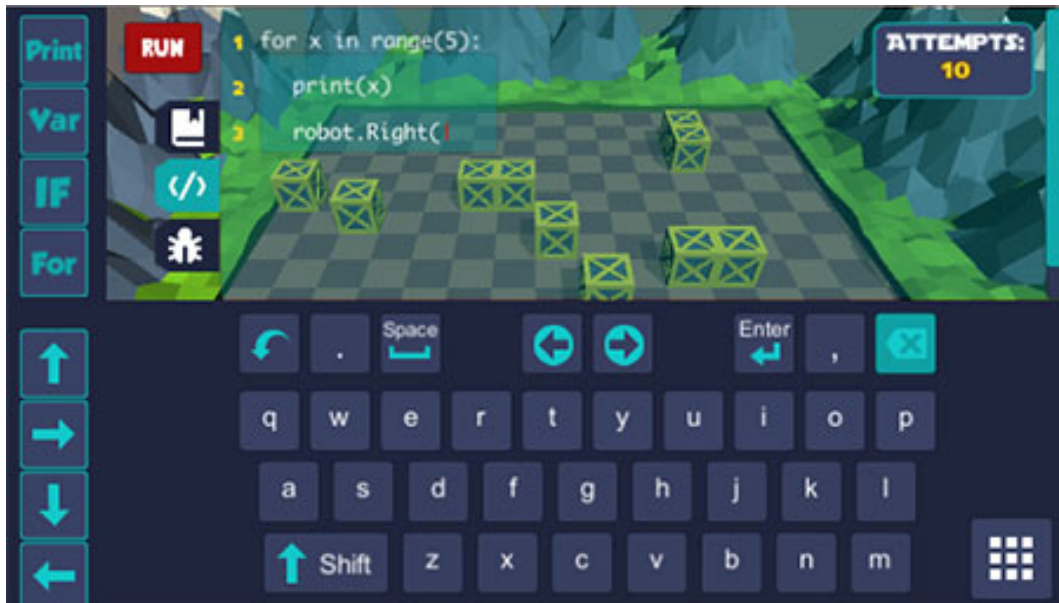 Print
RUN
1 for x in range(5):
2 print(x)
3 robot.Right(
ATTEMPTS:
10
Var
IF
For
. Space Enter ,
q w e r t y u i o p
a s d f g h j k l
Shift z x c v b n m